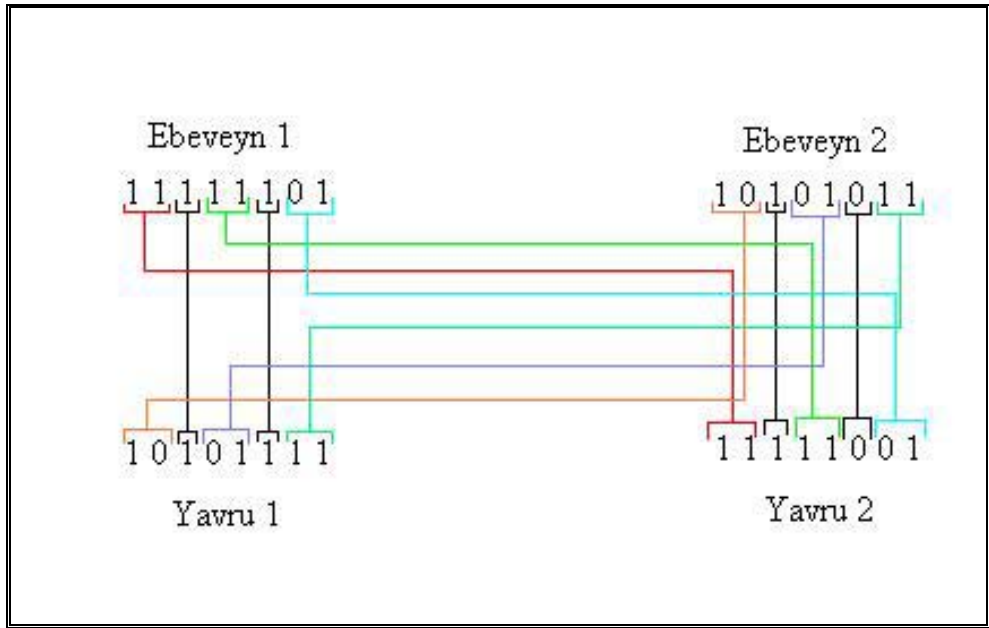 Ebeveyn 1
Ebeveyn 2
1 1 1 1 1 1 0 1
1 0 1 0 1 0 1 1
1 0 1 0 1 1 1 1
1 1 1 1 1 0 0 1
Yavru 1
Yavru 2